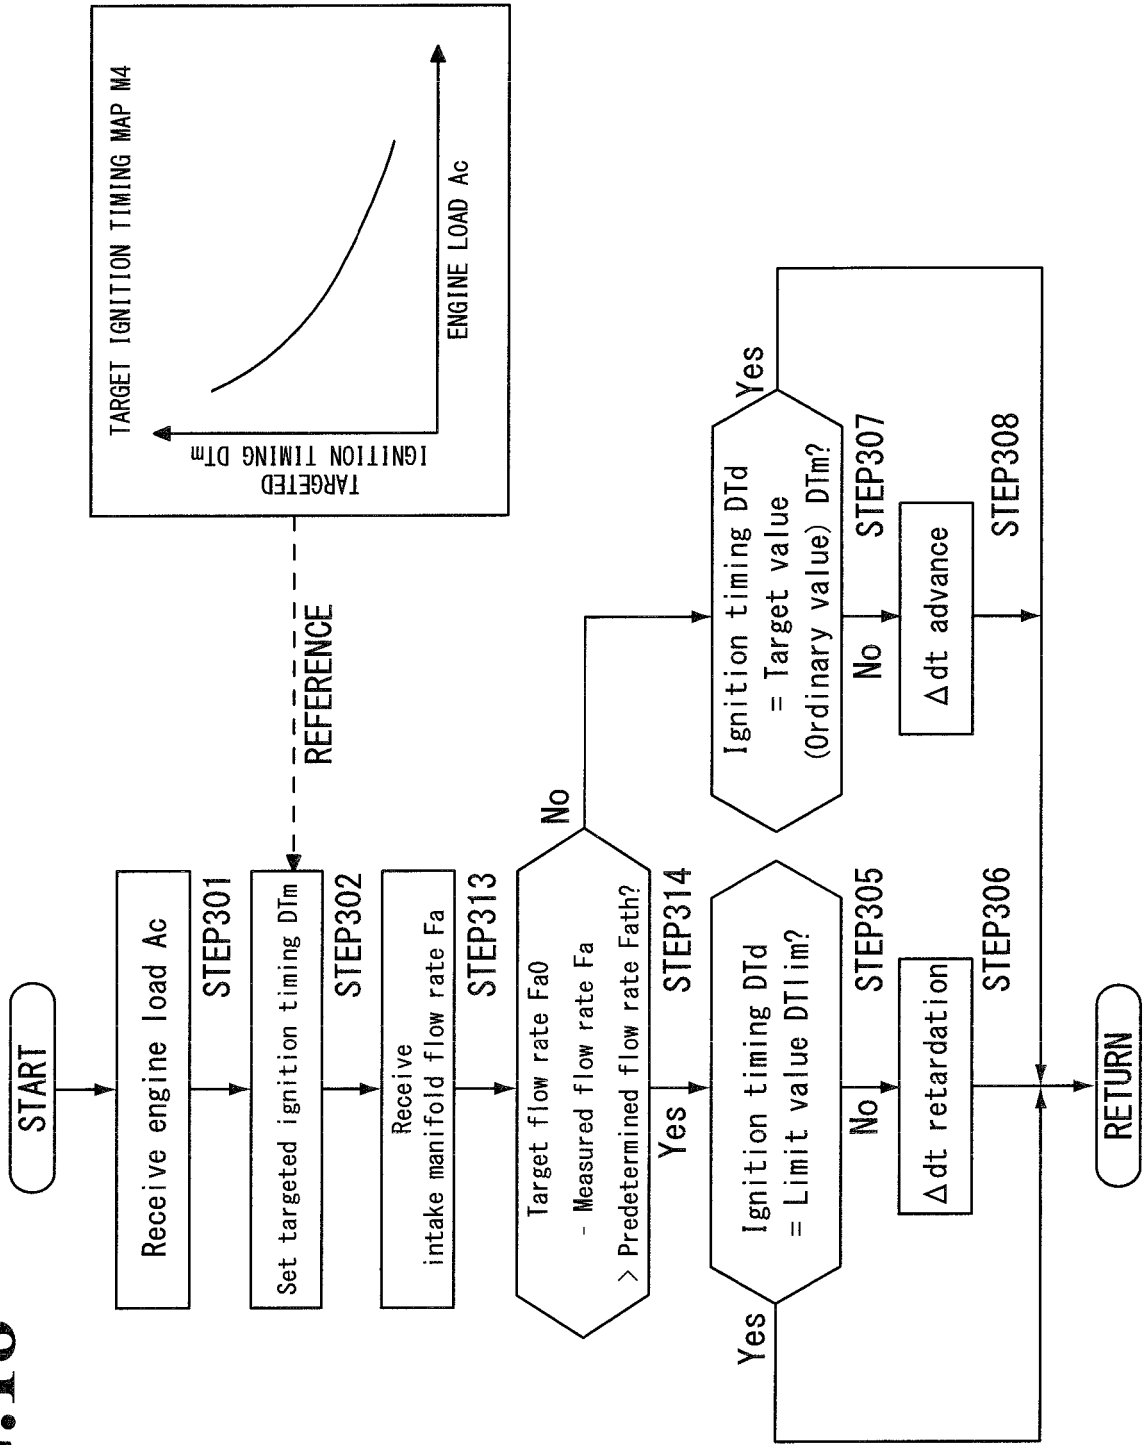 START
Receive engine load Ac
STEP301
Set targeted ignition timing DTm
STEP302
Receive
intake manifold flow rate Fa
STEP313
Target flow rate Fa0
- Measured flow rate Fa
> Predetermined flow rate Fath?
STEP314
Yes
No
Ignition timing DTd
= Limit value DTlim?
STEP305
Yes
No
Δdt retardation
STEP306
Ignition timing DTd
= Target value
(Ordinary value) DTm?
STEP307
Yes
No
Δdt advance
STEP308
RETURN
REFERENCE
TARGET IGNITION TIMING MAP M4
TARGETED
IGNITION TIMING DTm
ENGINE LOAD Ac